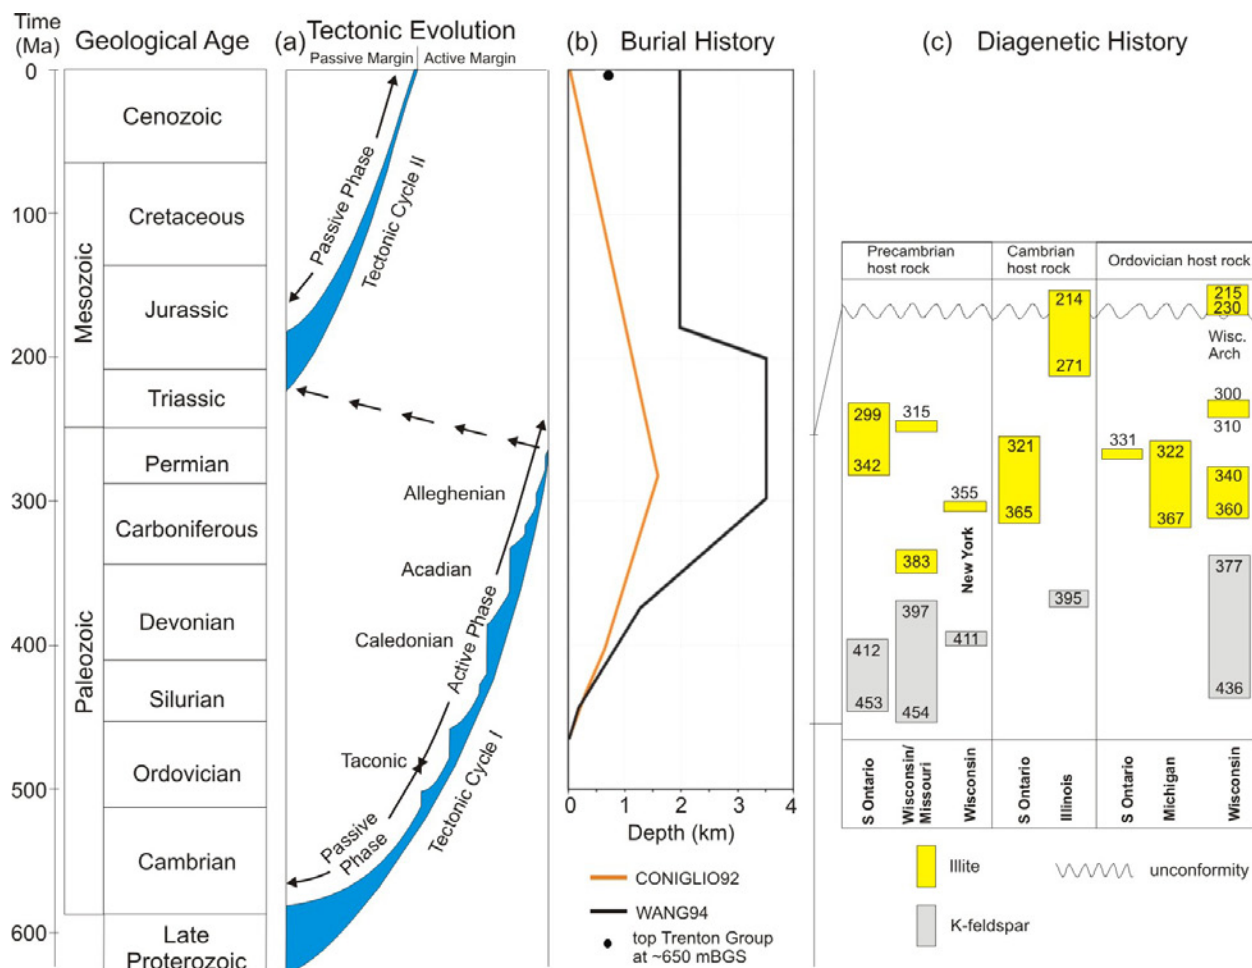 Time
(Ma)
Geological Age
(a)
Tectonic Evolution
Passive Margin
Active Margin
(b)
Burial History
(c)
Diagenetic History
0
100
200
300
400
500
600
Mesozoic
Paleozoic
Cenozoic
Cretaceous
Jurassic
Triassic
Permian
Carboniferous
Devonian
Silurian
Ordovician
Cambrian
Late
Proterozoic
Passive Phase
Tectonic Cycle II
Alleghenian
Acadian
Caledonian
Taconic
Active Phase
Passive
Phase
Tectonic Cycle I
0
1
2
3
4
Depth (km)
CONIGLIO92
WANG94
top Trenton Group
at ~650 mBGS
Precambrian
host rock
Cambrian
host rock
Ordovician host rock
299
342
412
453
315
383
397
454
355
New York
411
321
365
214
271
395
331
322
367
215
230
Wisc.
Arch
300
310
340
360
377
436
S Ontario
Wisconsin/
Missouri
Wisconsin
S Ontario
Illinois
S Ontario
Michigan
Wisconsin
Illite
unconformity
K-feldspar